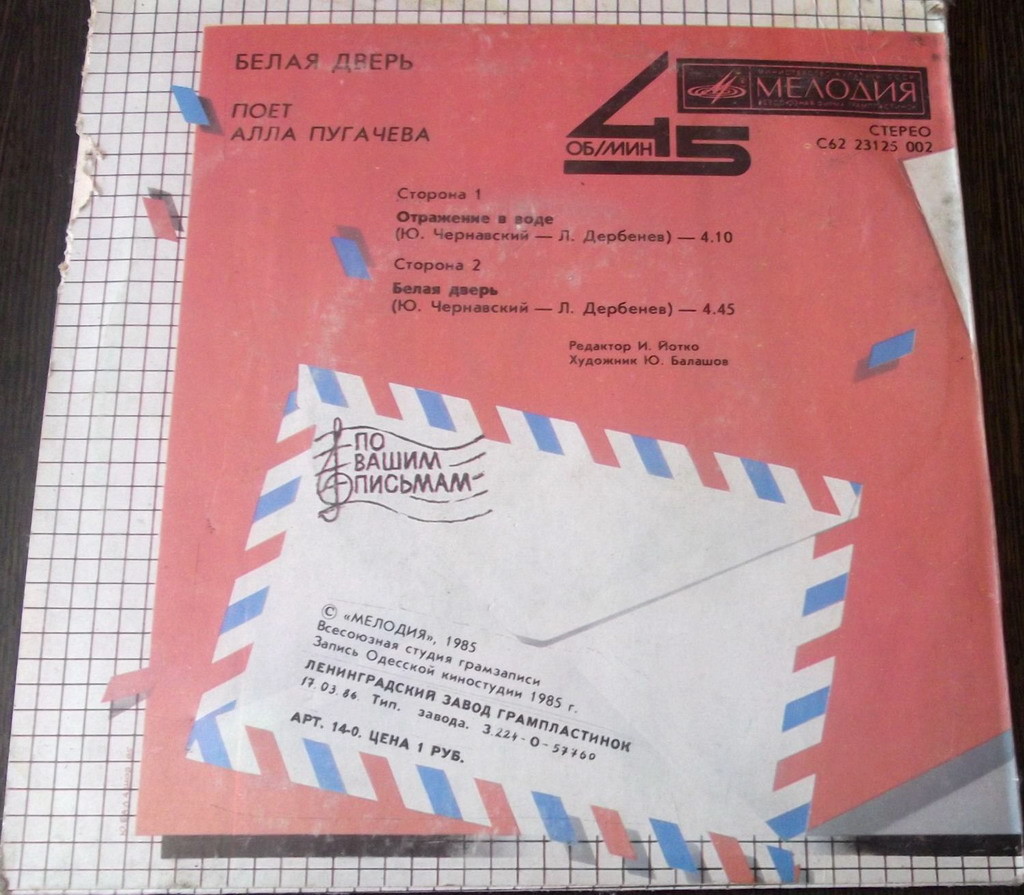 БЕЛАЯ ДВЕРЬ
ПОЕТ
АЛЛА ПУГАЧЕВА
45
ОБ/МИН
МЕЛОДИЯ
СТЕРЕО
С62 23125 002
Сторона 1
Отражение в воде
(Ю. Чернавский — Л. Дербенев) — 4.10
Сторона 2
Белая дверь
(Ю. Чернавский — Л. Дербенев) — 4.45
Редактор И. Йотко
Художник Ю. Балашов
ПО
ВАШИМ
ПИСЬМАМ
© «МЕЛОДИЯ», 1985
Всесоюзная студия грамзаписи
Запись Одесской киностудии 1985 г.
ЛЕНИНГРАДСКИЙ ЗАВОД ГРАМПЛАСТИНОК
17.03.86. Тип. завода. З.224-О-57760
АРТ. 14-0. ЦЕНА 1 РУБ.